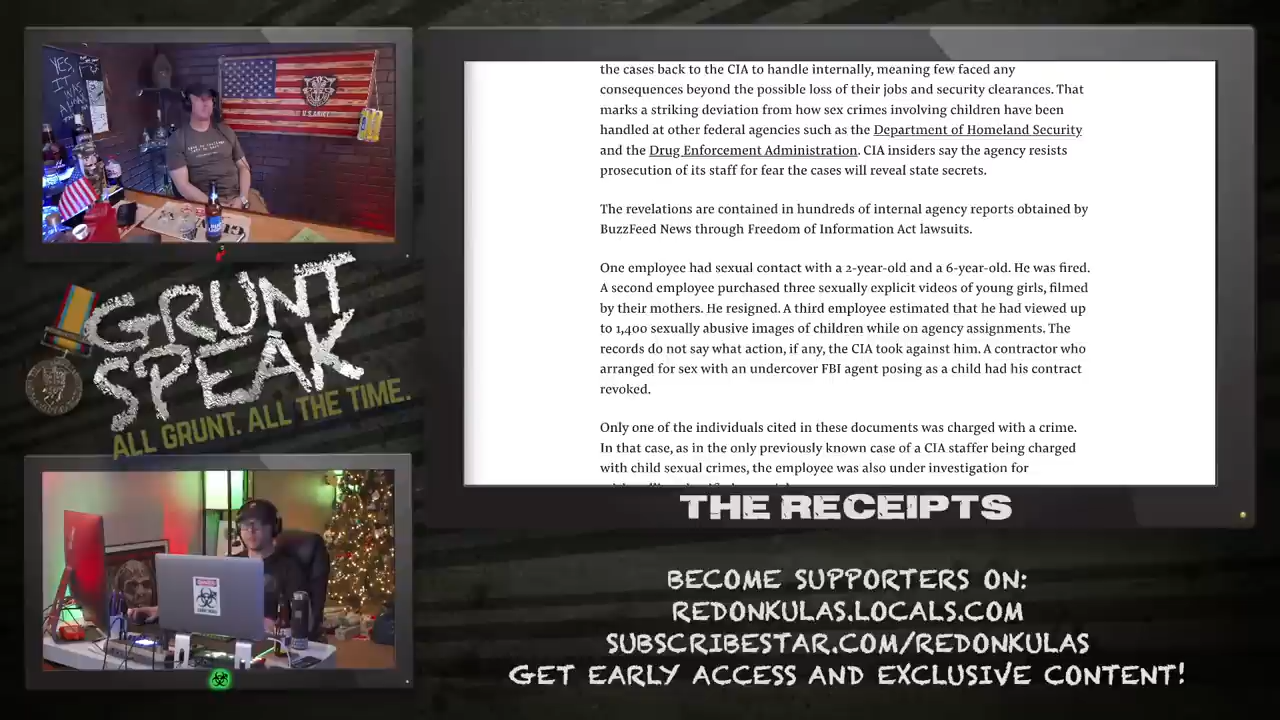 YES,
IT
WAS
U.S. ARMY
GRUNT
SPEAK
ALL GRUNT. ALL THE TIME.
the cases back to the CIA to handle internally, meaning few faced any
consequences beyond the possible loss of their jobs and security clearances. That
marks a striking deviation from how sex crimes involving children have been
handled at other federal agencies such as the Department of Homeland Security
and the Drug Enforcement Administration. CIA insiders say the agency resists
prosecution of its staff for fear the cases will reveal state secrets.
The revelations are contained in hundreds of internal agency reports obtained by
BuzzFeed News through Freedom of Information Act lawsuits.
One employee had sexual contact with a 2-year-old and a 6-year-old. He was fired.
A second employee purchased three sexually explicit videos of young girls, filmed
by their mothers. He resigned. A third employee estimated that he had viewed up
to 1,400 sexually abusive images of children while on agency assignments. The
records do not say what action, if any, the CIA took against him. A contractor who
arranged for sex with an undercover FBI agent posing as a child had his contract
revoked.
Only one of the individuals cited in these documents was charged with a crime.
In that case, as in the only previously known case of a CIA staffer being charged
with child sexual crimes, the employee was also under investigation for
THE RECEIPTS
BECOME SUPPORTERS ON:
REDONKULAS.LOCALS.COM
SUBSCRIBESTAR.COM/REDONKULAS
GET EARLY ACCESS AND EXCLUSIVE CONTENT!